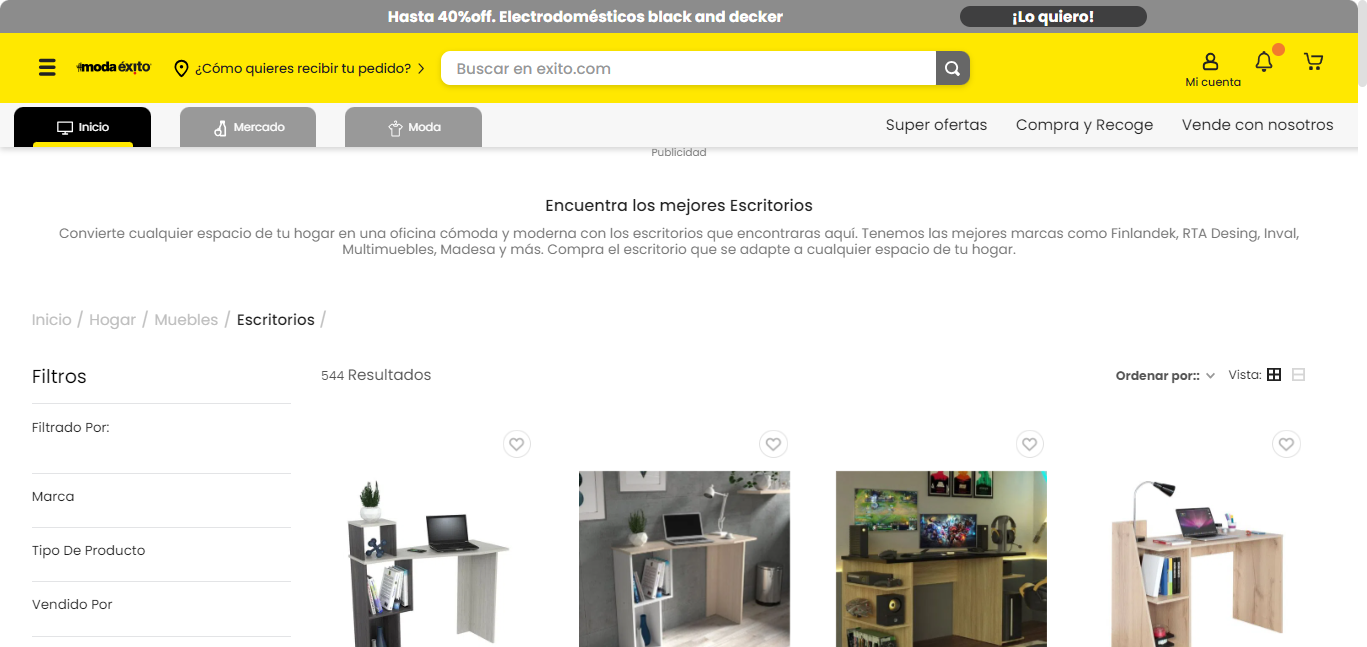 Hasta 40%off. Electrodomésticos black and decker
¡Lo quiero!
moda éxito
¿Cómo quieres recibir tu pedido?
Buscar en exito.com
Mi cuenta
Inicio
Mercado
Moda
Super ofertas
Compra y Recoge
Vende con nosotros
Publicidad
Encuentra los mejores Escritorios
Convierte cualquier espacio de tu hogar en una oficina cómoda y moderna con los escritorios que encontraras aquí. Tenemos las mejores marcas como Finlandek, RTA Desing, Inval,
Multimuebles, Madesa y más. Compra el escritorio que se adapte a cualquier espacio de tu hogar.
Inicio / Hogar / Muebles / Escritorios /
Filtros
544 Resultados
Ordenar por::
Vista:
Filtrado Por:
Marca
Tipo De Producto
Vendido Por